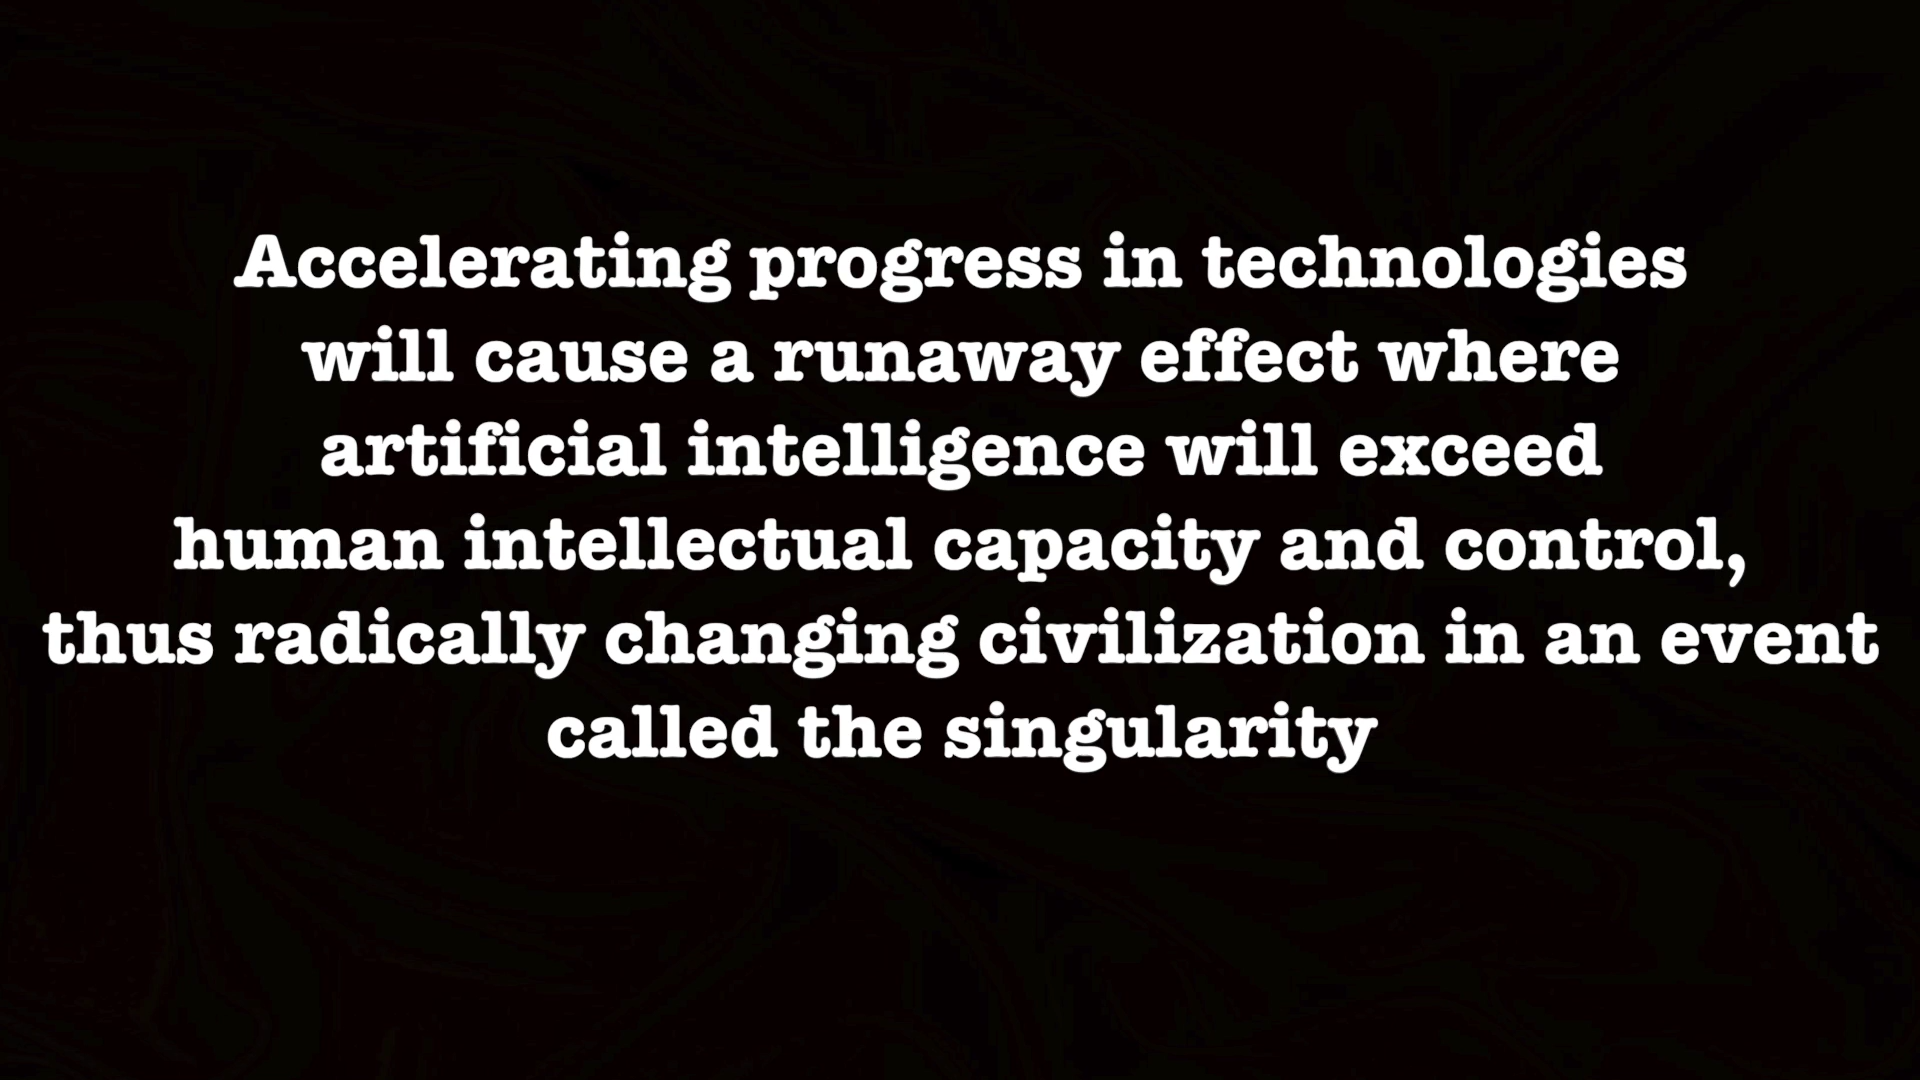 Accelerating progress in technologies
will cause a runaway effect where
artificial intelligence will exceed
human intellectual capacity and control,
thus radically changing civilization in an event
called the singularity